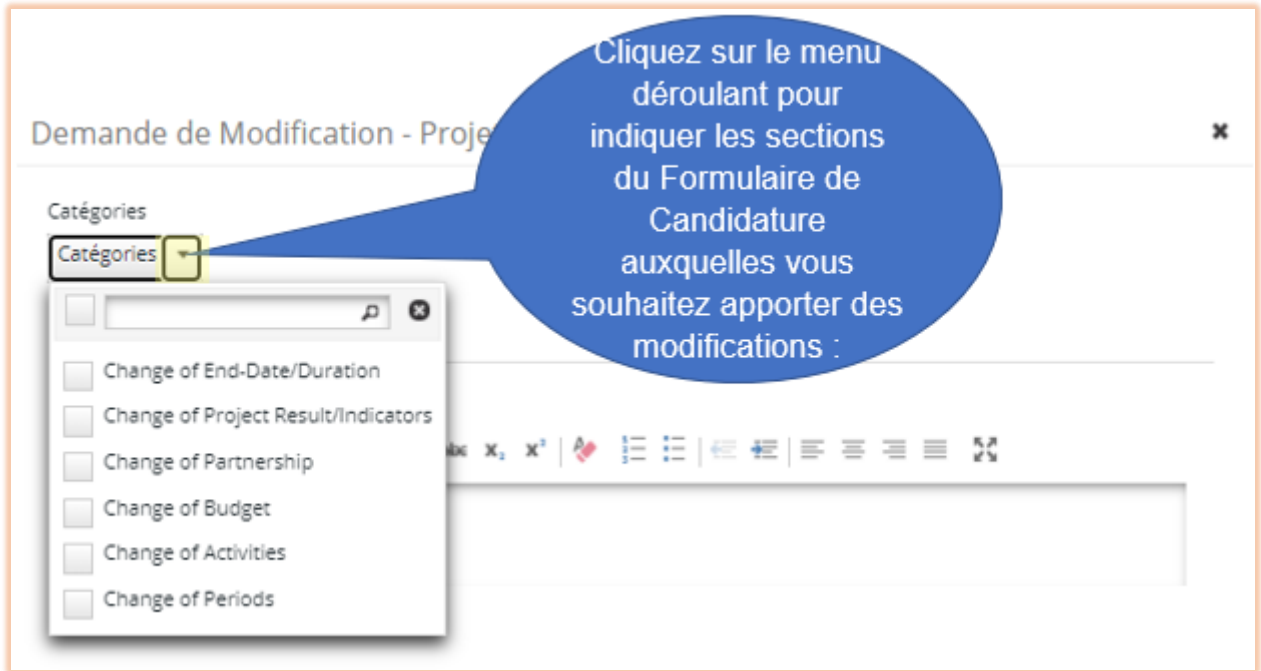 Cliquez sur le menu
déroulant pour
indiquer les sections
du Formulaire de
Candidature
auxquelles vous
souhaitez apporter des
modifications :
Demande de Modification - Proje
Catégories
Catégories
Change of End-Date/Duration
Change of Project Result/Indicators
Change of Partnership
Change of Budget
Change of Activities
Change of Periods